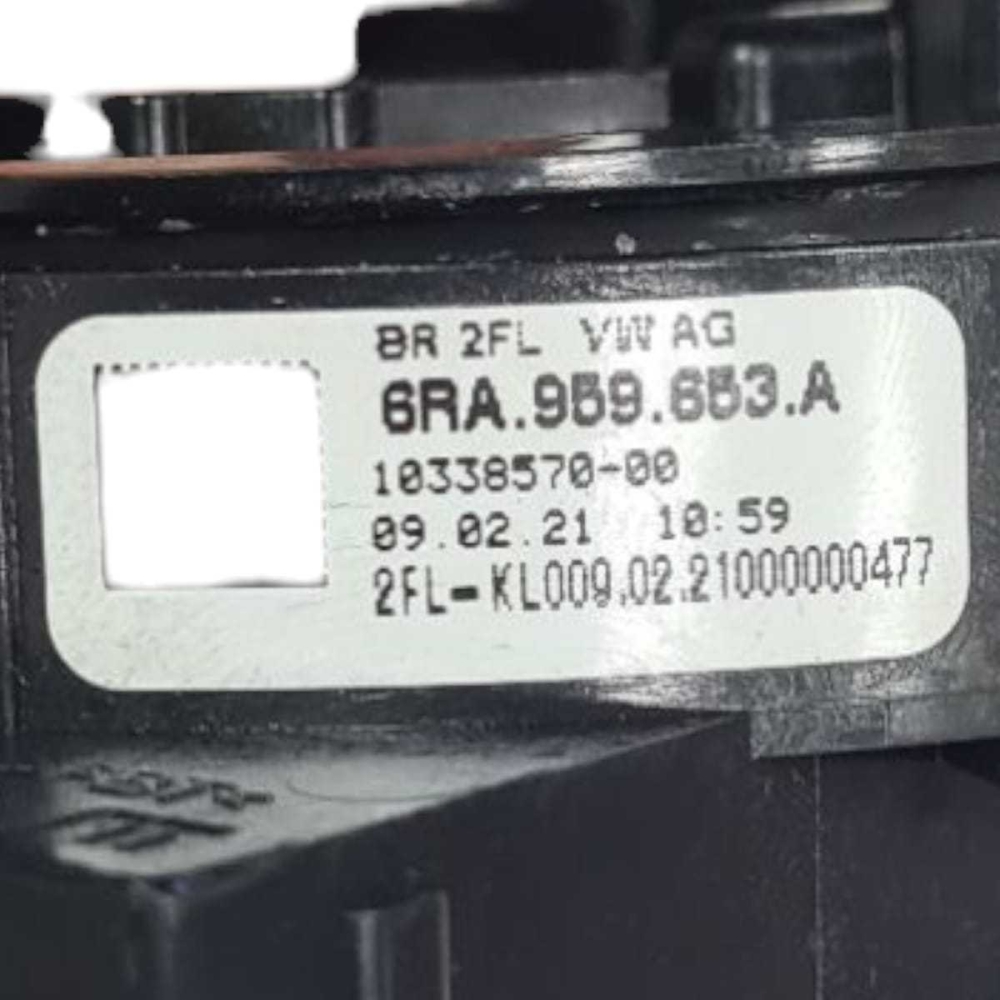 BR 2FL VW AG
6RA.959.653.A
10338570-00
09.02.21 10:59
2FL-KL009.02.21000000477